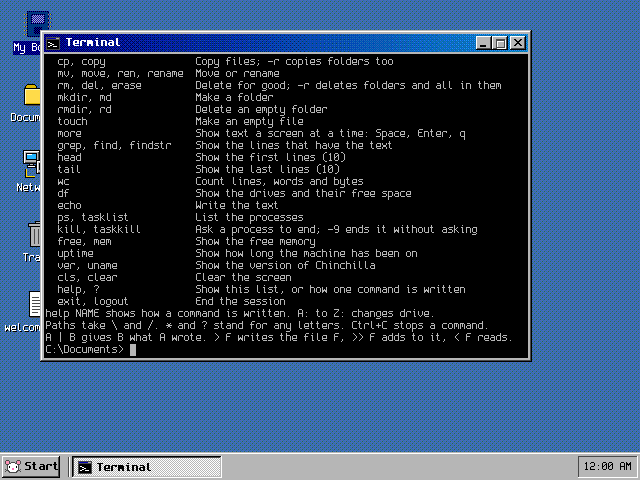 My Bo
Terminal
cp, copy Copy files; -r copies folders too
mv, move, ren, rename Move or rename
rm, del, erase Delete for good; -r deletes folders and all in them
mkdir, md Make a folder
rmdir, rd Delete an empty folder
touch Make an empty file
more Show text a screen at a time: Space, Enter, q
grep, find, findstr Show the lines that have the text
head Show the first lines (10)
tail Show the last lines (10)
wc Count lines, words and bytes
df Show the drives and their free space
echo Write the text
ps, tasklist List the processes
kill, taskkill Ask a process to end; -9 ends it without asking
free, mem Show the free memory
uptime Show how long the machine has been on
ver, uname Show the version of Chinchilla
cls, clear Clear the screen
help, ? Show this list, or how one command is written
exit, logout End the session
help NAME shows how a command is written. A: to Z: changes drive.
Paths take \ and /. * and ? stand for any letters. Ctrl+C stops a command.
A | B gives B what A wrote. > F writes the file F, >> F adds to it, < F reads.
C:\Documents>
Docum
Netw
Tra
welcom
Start
Terminal
12:00 AM